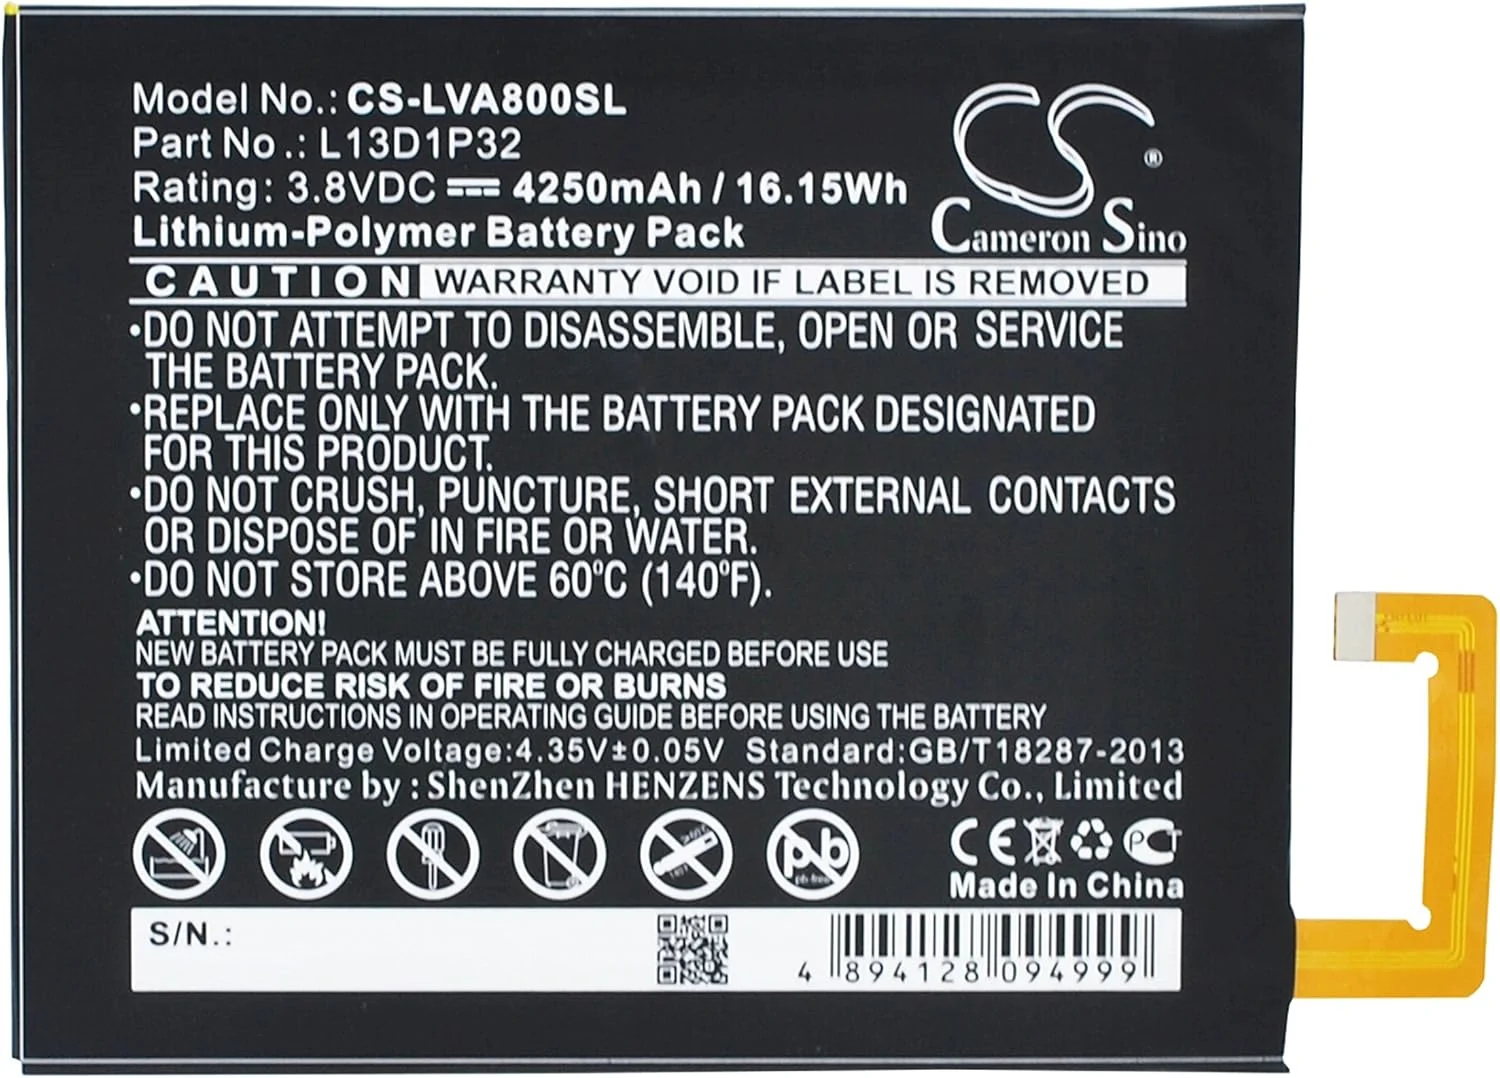 Model No.: CS-LVA800SL
Part No .: L13D1P32
Rating: 3.8VDC 4250mAh / 16.15Wh
Lithium-Polymer Battery Pack
CS ®
Cameron Sino
CAUTION WARRANTY VOID IF LABEL IS REMOVED
•DO NOT ATTEMPT TO DISASSEMBLE, OPEN OR SERVICE
THE BATTERY PACK.
•REPLACE ONLY WITH THE BATTERY PACK DESIGNATED
FOR THIS PRODUCT.
•DO NOT CRUSH, PUNCTURE, SHORT EXTERNAL CONTACTS
OR DISPOSE OF IN FIRE OR WATER.
•DO NOT STORE ABOVE 60°C (140°F).
ATTENTION!
NEW BATTERY PACK MUST BE FULLY CHARGED BEFORE USE
TO REDUCE RISK OF FIRE OR BURNS
READ INSTRUCTIONS IN OPERATING GUIDE BEFORE USING THE BATTERY
Limited Charge Voltage:4.35V±0.05V Standard:GB/T18287-2013
Manufacture by : ShenZhen HENZENS Technology Co., Limited
pb
pb-free
CE PCT
Made In China
S/N.:
4 894128 094999